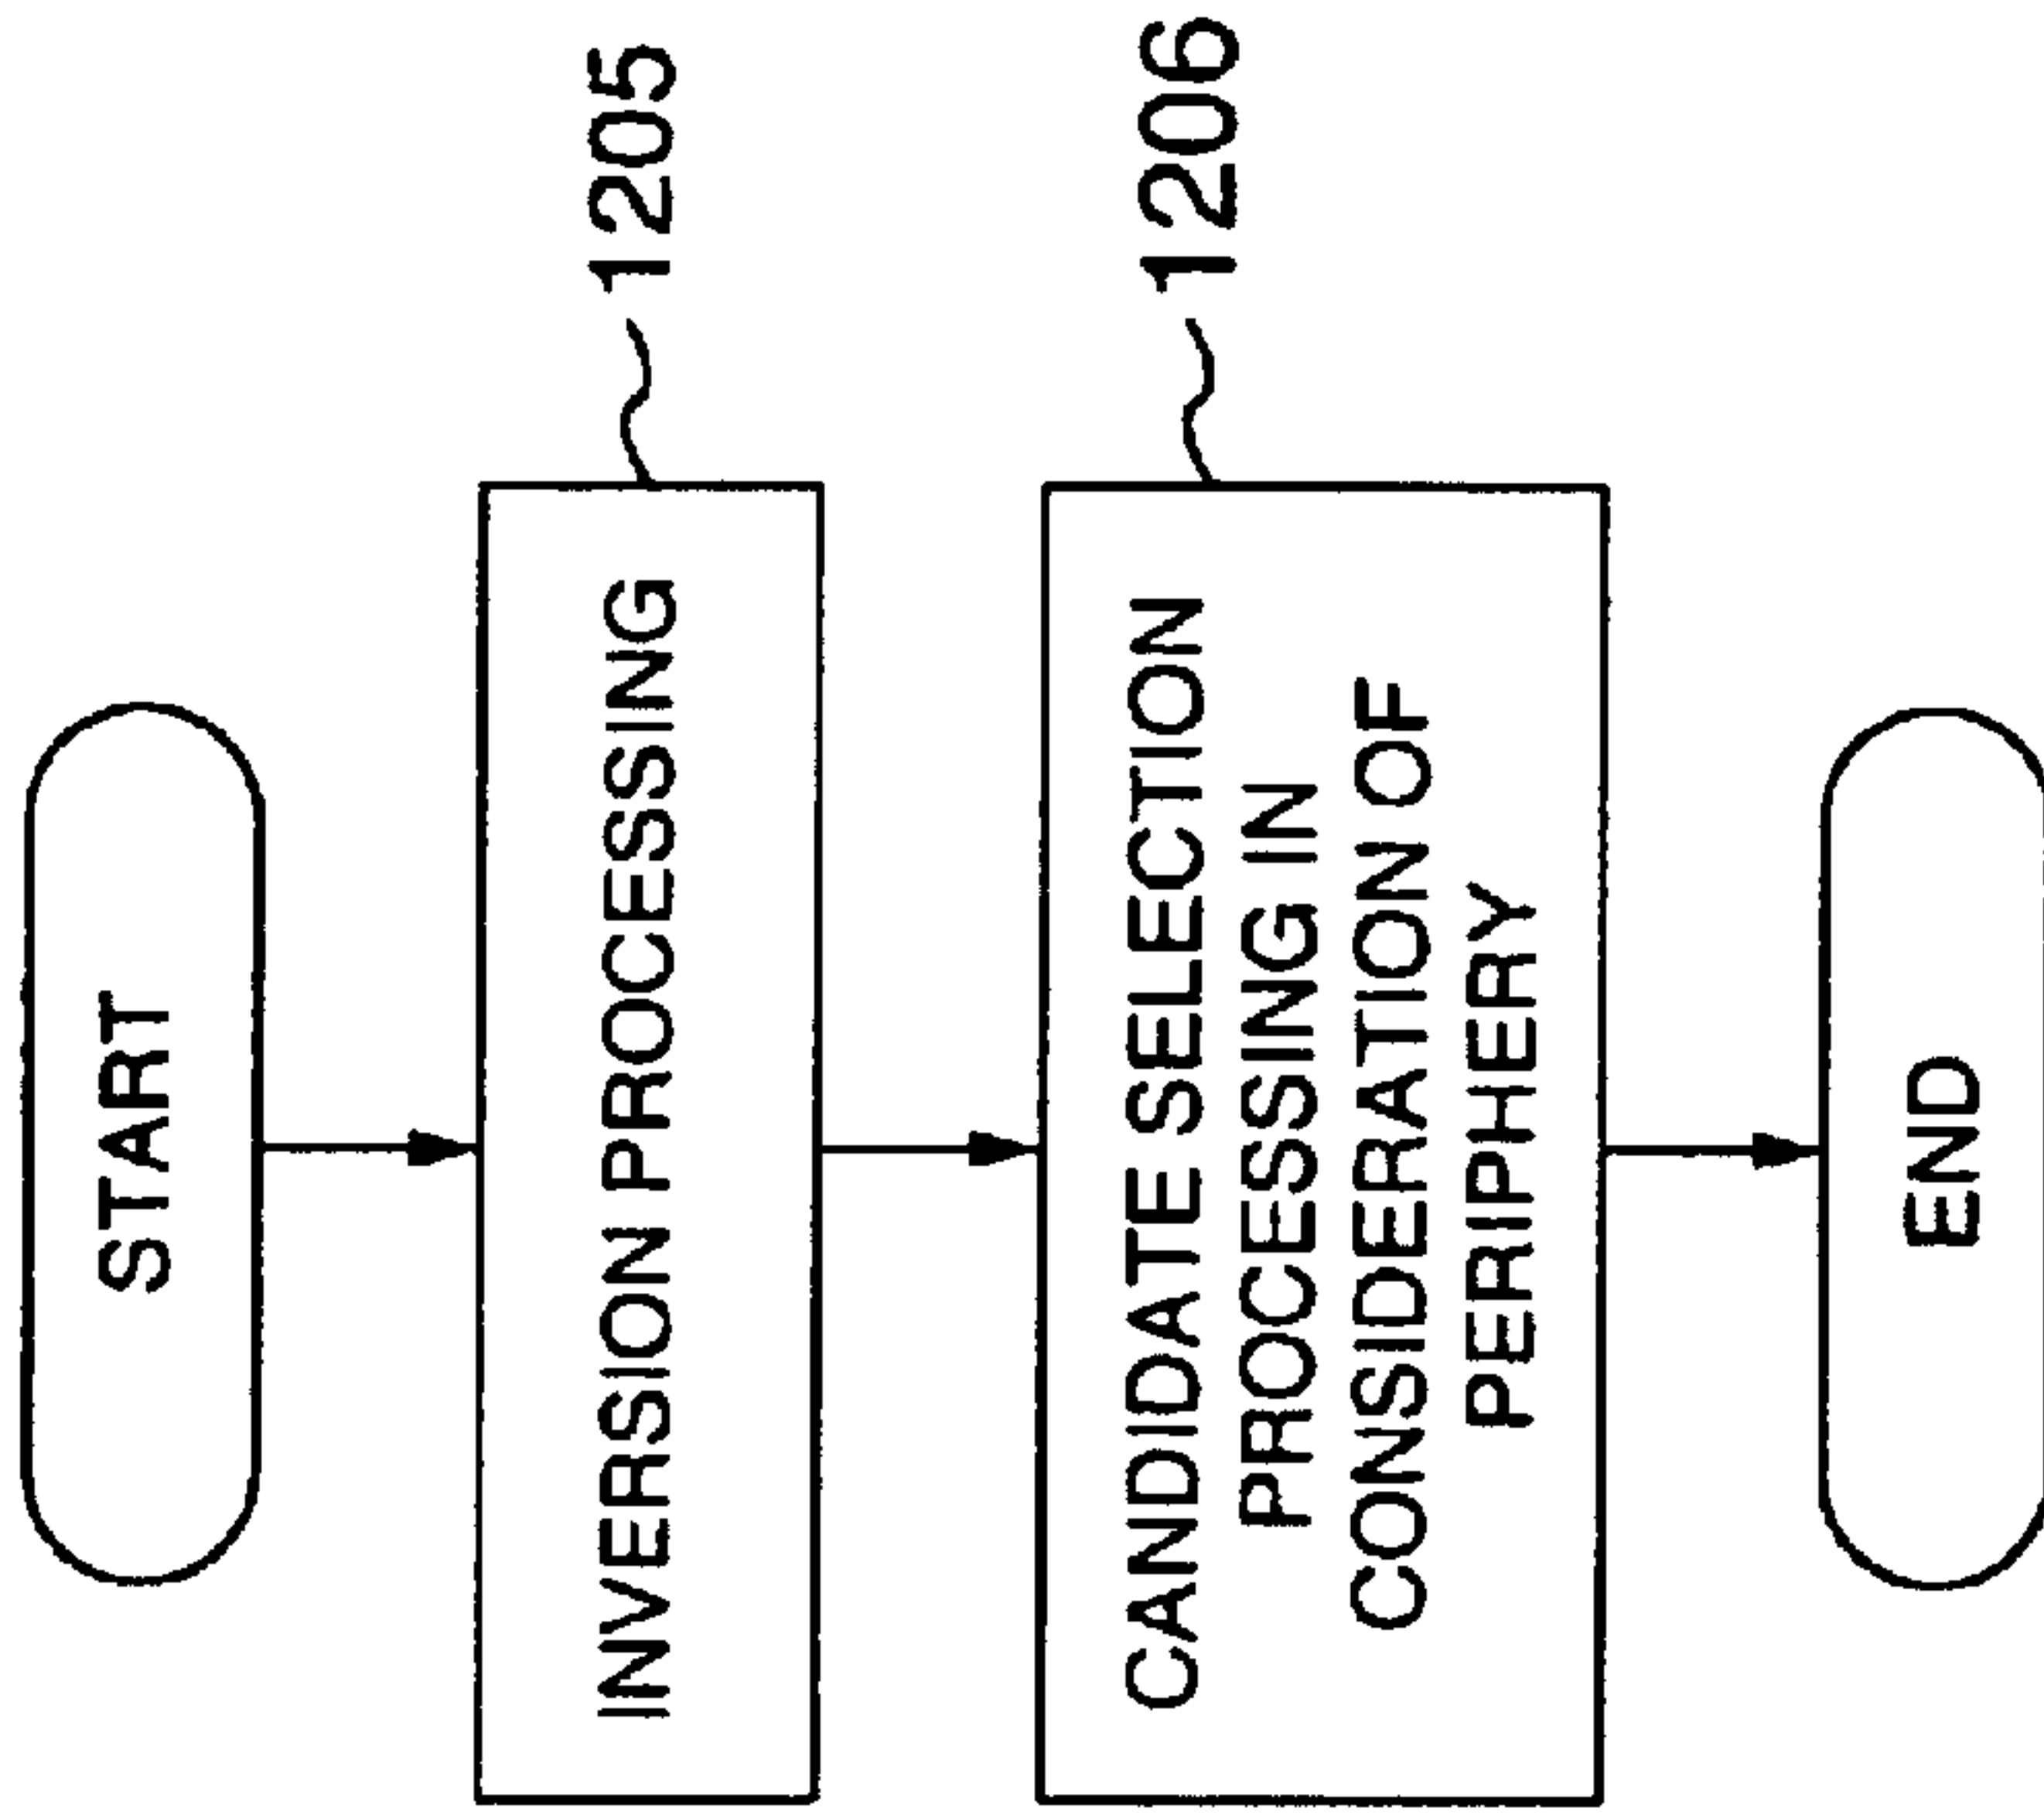 START
INVERSION PROCESSING
1205
CANDIDATE SELECTION
PROCESSING IN
CONSIDERATION OF
PERIPHERY
1206
END